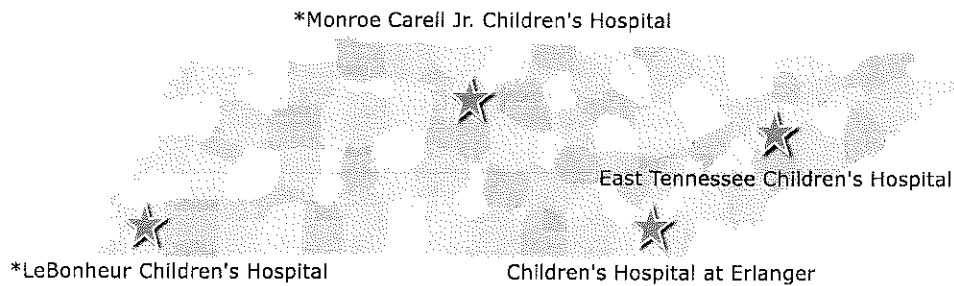 *Monroe Carell Jr. Children's Hospital
East Tennessee Children's Hospital
*LeBonheur Children's Hospital
Children's Hospital at Erlanger